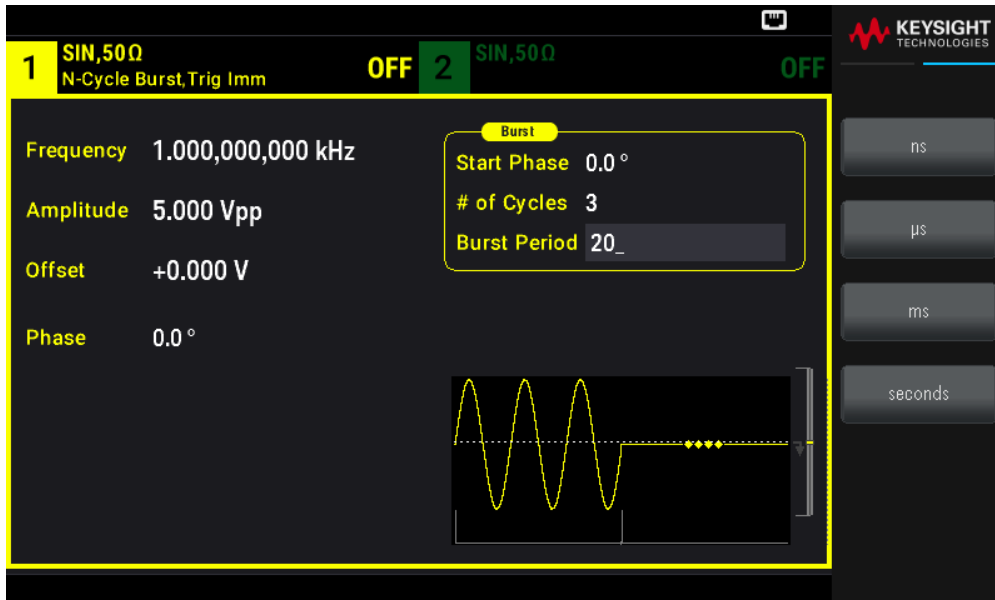 KEYSIGHT
TECHNOLOGIES
1
SIN,50Ω
N-Cycle Burst,Trig Imm
OFF
2
SIN,50Ω
OFF
Frequency 1.000,000,000 kHz
Amplitude 5.000 Vpp
Offset +0.000 V
Phase 0.0 °
Burst
Start Phase 0.0 °
# of Cycles 3
Burst Period 20_
ns
µs
ms
seconds